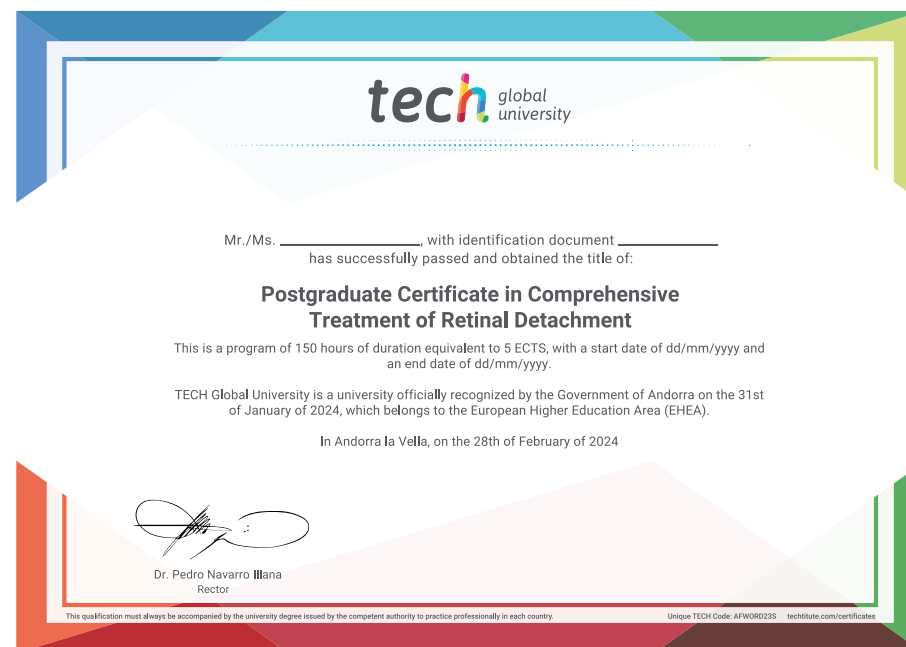 tech global
university
Mr./Ms. ____________________, with identification document ______________
has successfully passed and obtained the title of:
Postgraduate Certificate in Comprehensive
Treatment of Retinal Detachment
This is a program of 150 hours of duration equivalent to 5 ECTS, with a start date of dd/mm/yyyy and
an end date of dd/mm/yyyy.
TECH Global University is a university officially recognized by the Government of Andorra on the 31st
of January of 2024, which belongs to the European Higher Education Area (EHEA).
In Andorra la Vella, on the 28th of February of 2024
Dr. Pedro Navarro Illana
Rector
This qualification must always be accompanied by the university degree issued by the competent authority to practice professionally in each country.
Unique TECH Code: AFWORD23S techtitute.com/certificates